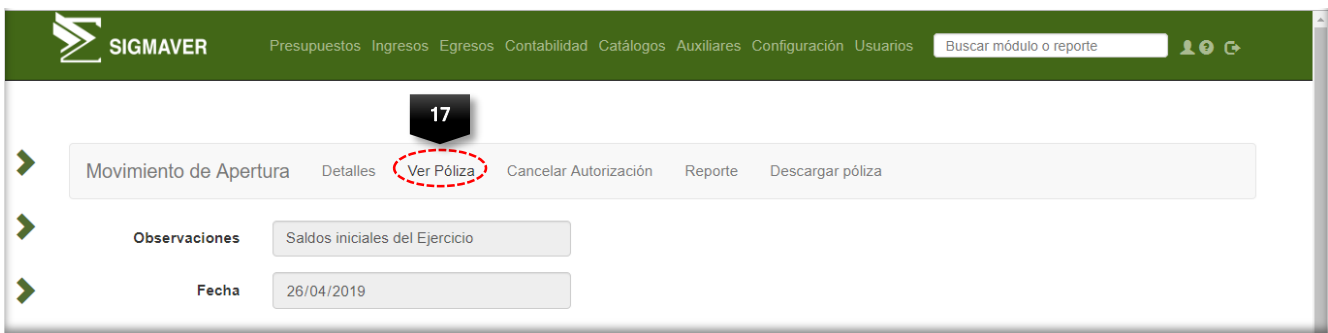 SIGMAVER Presupuestos Ingresos Egresos Contabilidad Catálogos Auxiliares Configuración Usuarios Buscar módulo o reporte
17
Movimiento de Apertura Detalles Ver Póliza Cancelar Autorización Reporte Descargar póliza
Observaciones Saldos iniciales del Ejercicio
Fecha 26/04/2019